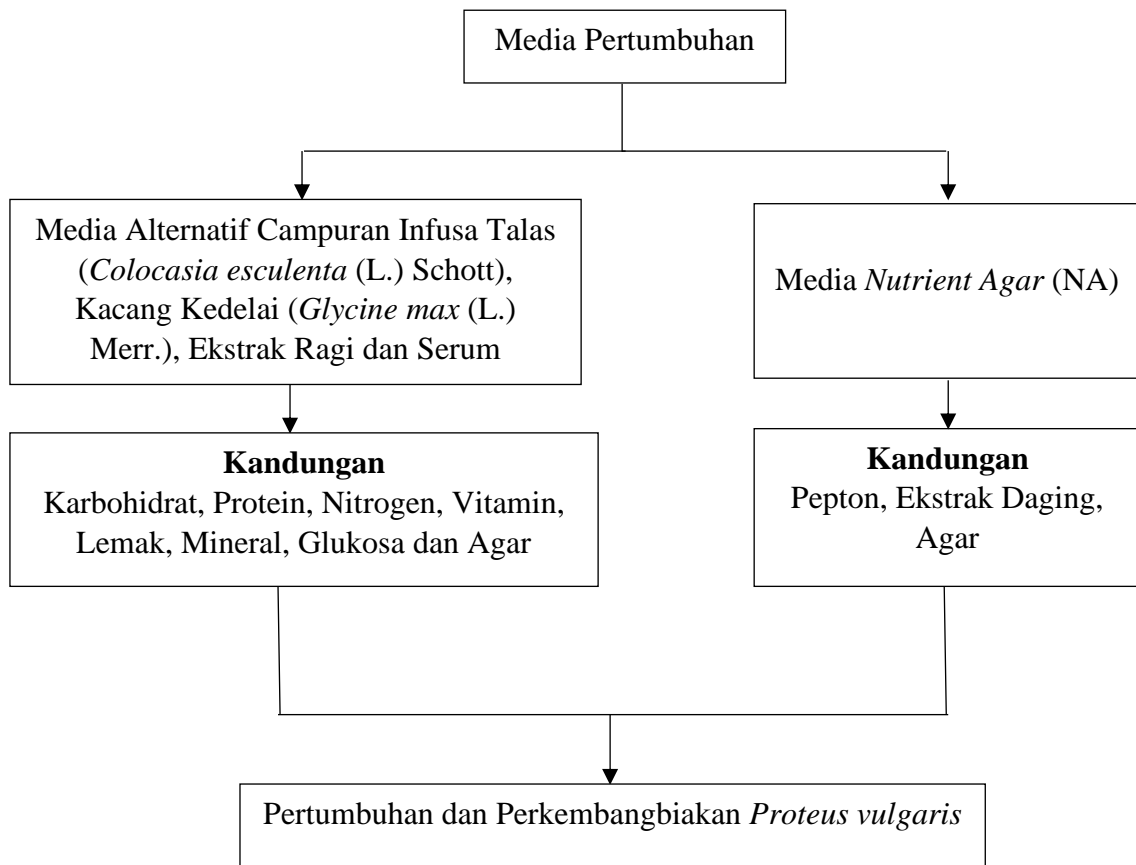 Media Pertumbuhan
Media Alternatif Campuran Infusa Talas
(Colocasia esculenta (L.) Schott),
Kacang Kedelai (Glycine max (L.)
Merr.), Ekstrak Ragi dan Serum
Media Nutrient Agar (NA)
Kandungan
Karbohidrat, Protein, Nitrogen, Vitamin,
Lemak, Mineral, Glukosa dan Agar
Kandungan
Pepton, Ekstrak Daging,
Agar
Pertumbuhan dan Perkembangbiakan Proteus vulgaris